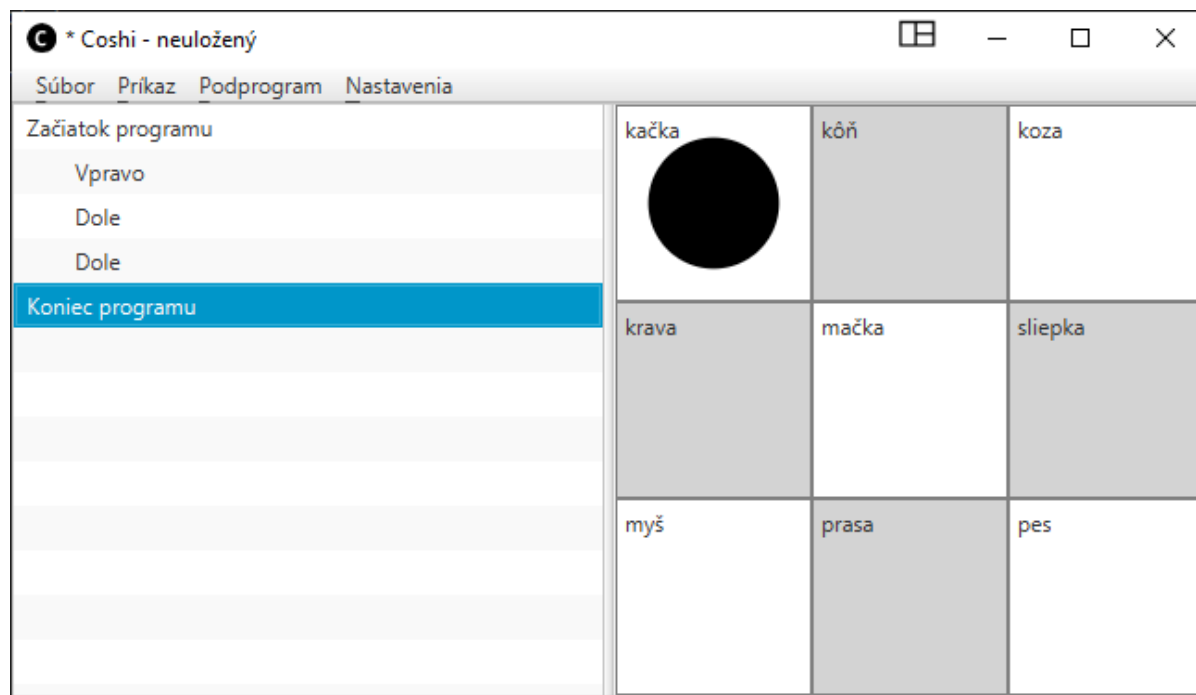 * Coshi - neuložený
Súbor Príkaz Podprogram Nastavenia
Začiatok programu
Vpravo
Dole
Dole
Koniec programu
kačka kôň koza
krava mačka sliepka
myš prasa pes